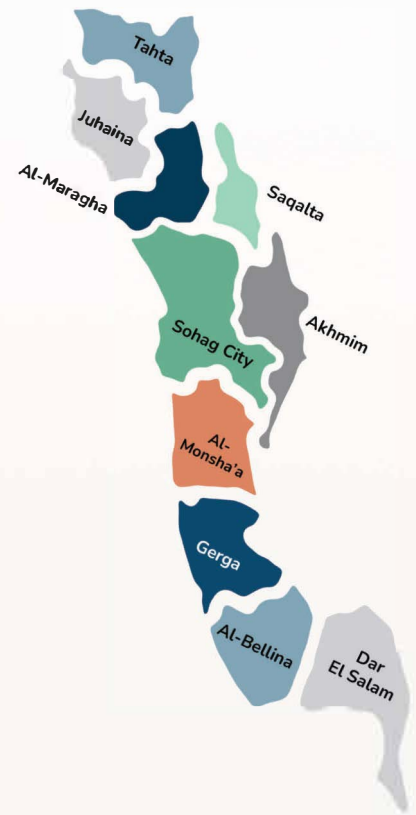 Tahta
Juhaina
Al-Maragha
Saqalta
Akhmim
Sohag City
Al-
Monsha'a
Gerga
Al-Bellina
Dar
El Salam